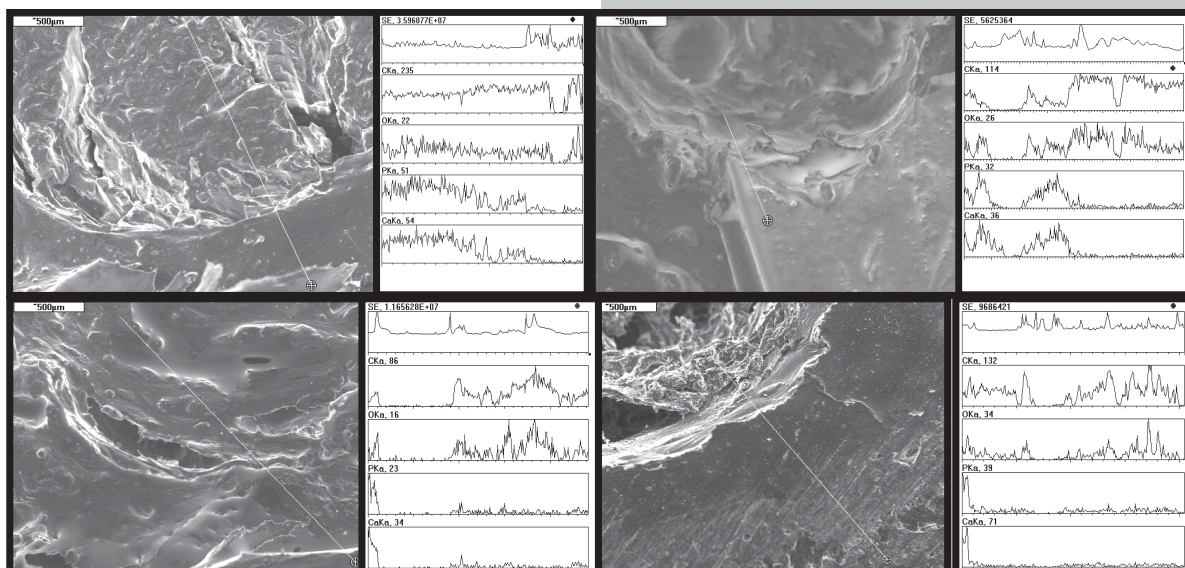 ~500µm
SE, 3.596077E+07
CKa, 235
OKa, 22
PKa, 51
CaKa, 54
~500µm
SE, 5625364
CKa, 114
OKa, 26
PKa, 32
CaKa, 36
~500µm
SE, 1.165628E+07
CKa, 86
OKa, 16
PKa, 23
CaKa, 34
~500µm
SE, 9686421
CKa, 132
OKa, 34
PKa, 39
CaKa, 71